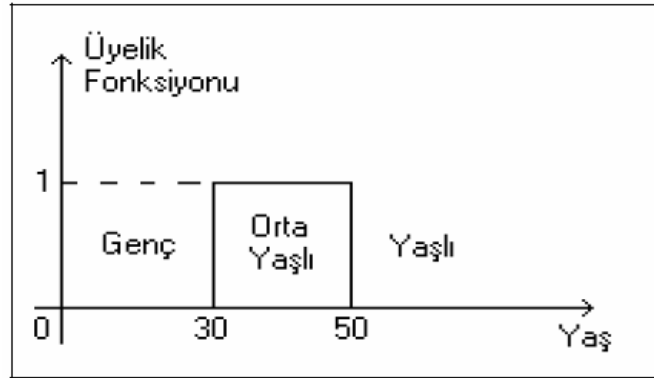 Üyelik
Fonksiyonu
1
Genç
Orta
Yaşlı
Yaşlı
0
30
50
Yaş